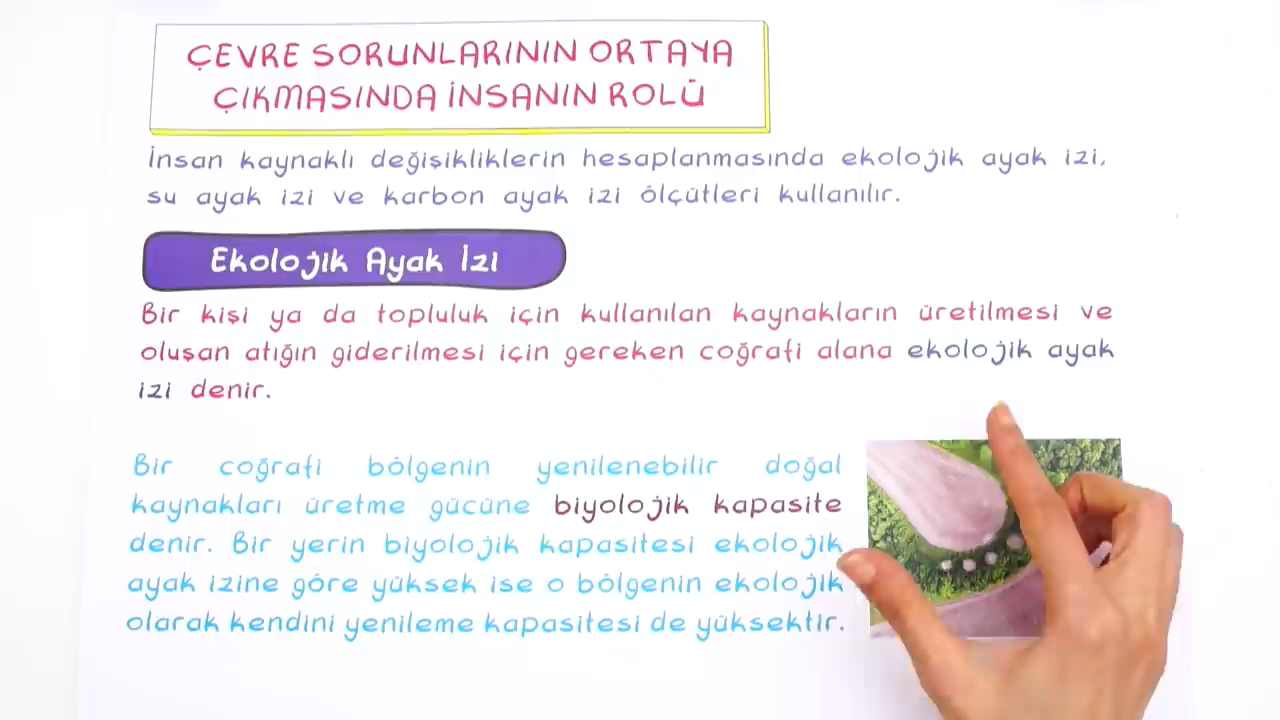 ÇEVRE SORUNLARININ ORTAYA
ÇIKMASINDA İNSANIN ROLÜ
İnsan kaynaklı değişikliklerin hesaplanmasında ekolojik ayak izi,
su ayak izi ve karbon ayak izi ölçütleri kullanılır.
Ekolojik Ayak İzi
Bir kişi ya da topluluk için kullanılan kaynakların üretilmesi ve
oluşan atığın giderilmesi için gereken coğrafi alana ekolojik ayak
izi denir.
Bir coğrafi bölgenin yenilenebilir doğal
kaynakları üretme gücüne biyolojik kapasite
denir. Bir yerin biyolojik kapasitesi ekolojik
ayak izine göre yüksek ise o bölgenin ekolojik
olarak kendini yenileme kapasitesi de yüksektir.